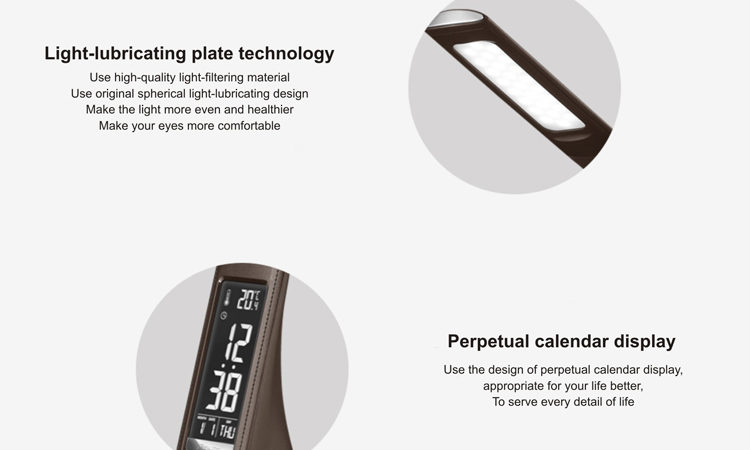 Light-lubricating plate technology
Use high-quality light-filtering material
Use original spherical light-lubricating design
Make the light more even and healthier
Make your eyes more comfortable
20.4°C
12
38
11 1 THU
Perpetual calendar display
Use the design of perpetual calendar display,
appropriate for your life better,
To serve every detail of life